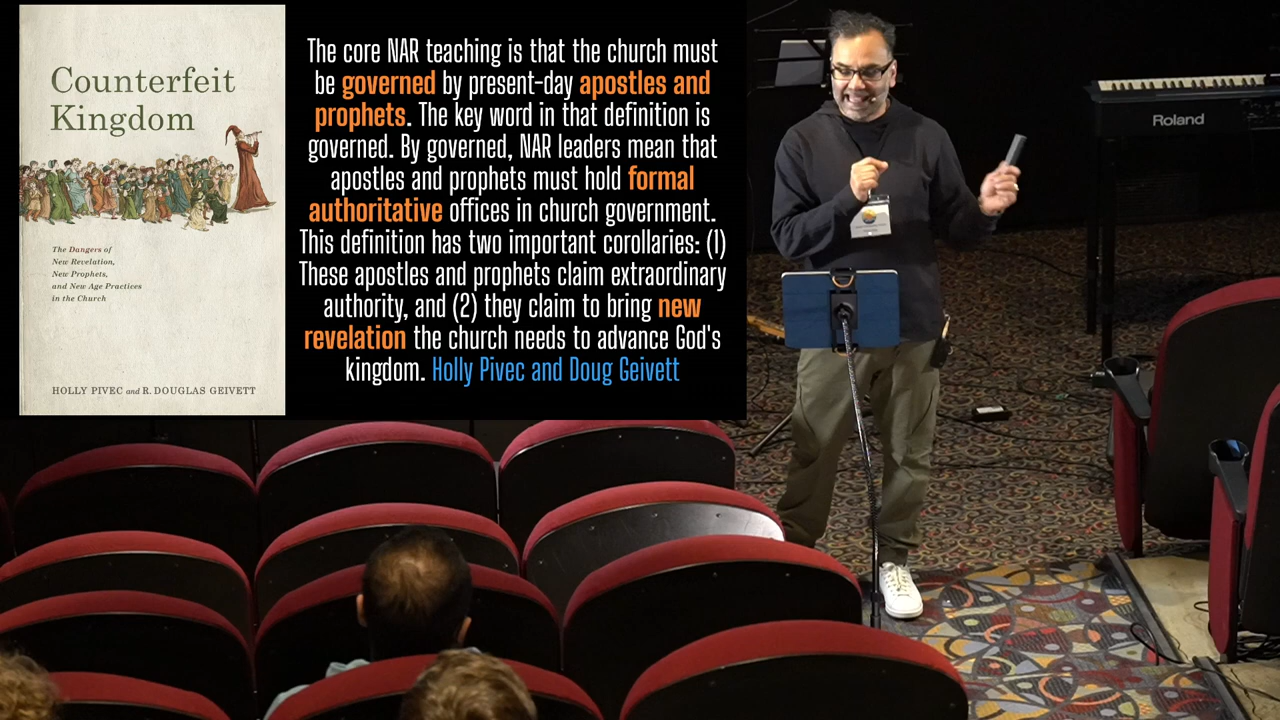 Counterfeit
Kingdom
The Dangers of
New Revelation,
New Prophets,
and New Age Practices
in the Church
HOLLY PIVEC and R. DOUGLAS GEIVETT
The core NAR teaching is that the church must
be governed by present-day apostles and
prophets. The key word in that definition is
governed. By governed, NAR leaders mean that
apostles and prophets must hold formal
authoritative offices in church government.
This definition has two important corollaries: (1)
These apostles and prophets claim extraordinary
authority, and (2) they claim to bring new
revelation the church needs to advance God's
kingdom. Holly Pivec and Doug Geivett
Roland